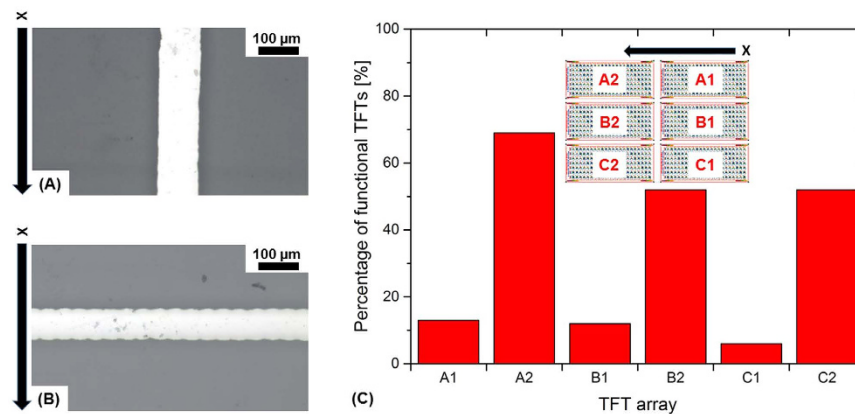 X
100 µm
(A)
X
100 µm
(B)
Percentage of functional TFTs [%]
100
80
60
40
20
0
X
A2 A1
B2 B1
C2 C1
A1 A2 B1 B2 C1 C2
(C)
TFT array